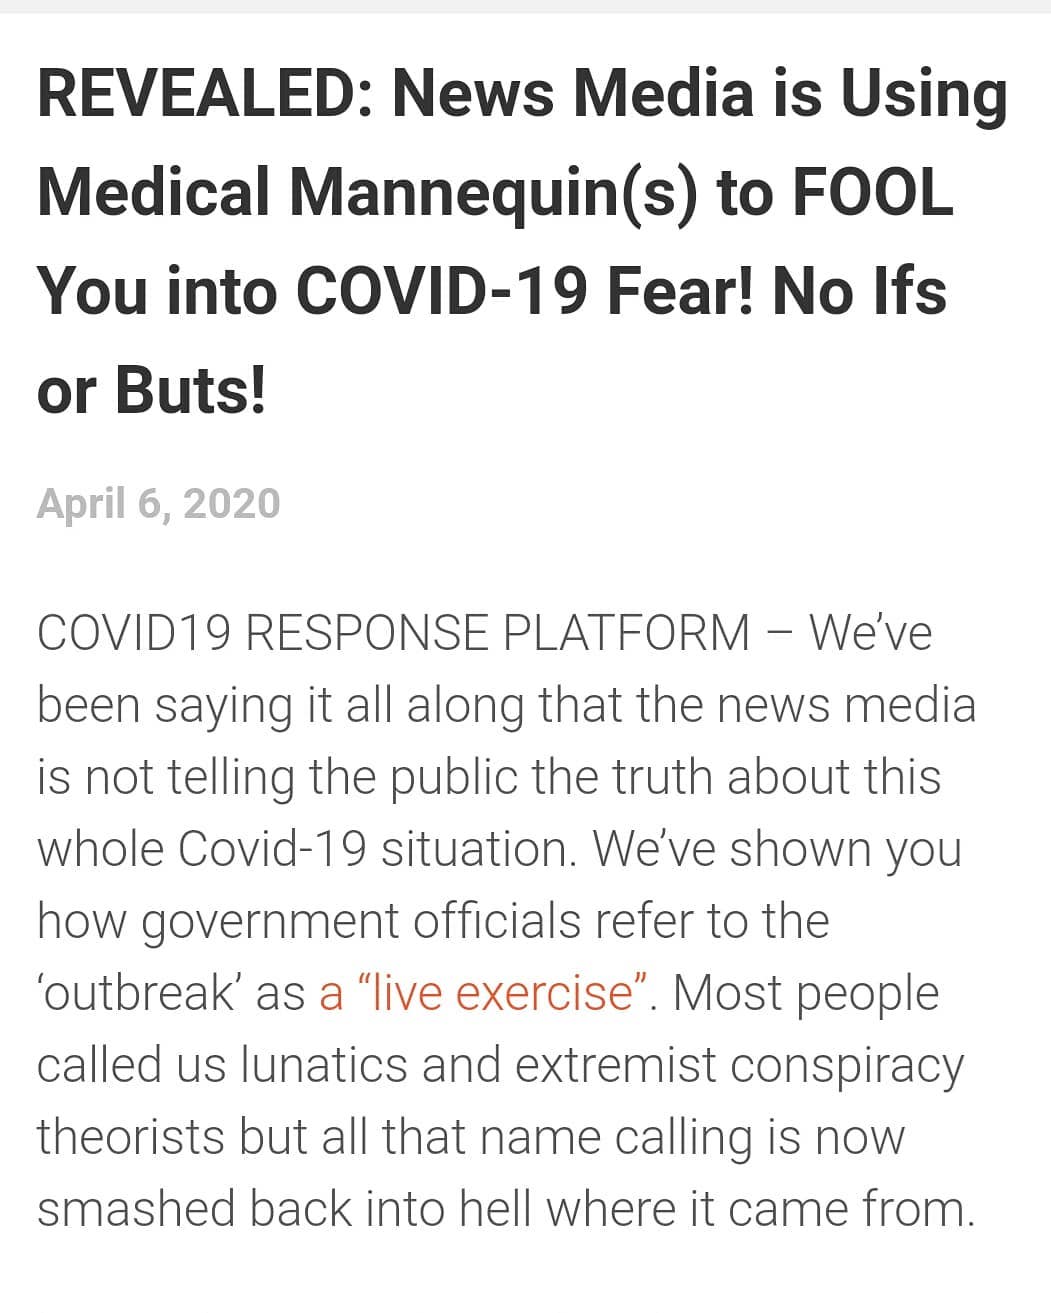 REVEALED: News Media is Using
Medical Mannequin(s) to FOOL
You into COVID-19 Fear! No Ifs
or Buts!
April 6, 2020
COVID19 RESPONSE PLATFORM – We’ve
been saying it all along that the news media
is not telling the public the truth about this
whole Covid-19 situation. We’ve shown you
how government officials refer to the
‘outbreak’ as a “live exercise”. Most people
called us lunatics and extremist conspiracy
theorists but all that name calling is now
smashed back into hell where it came from.